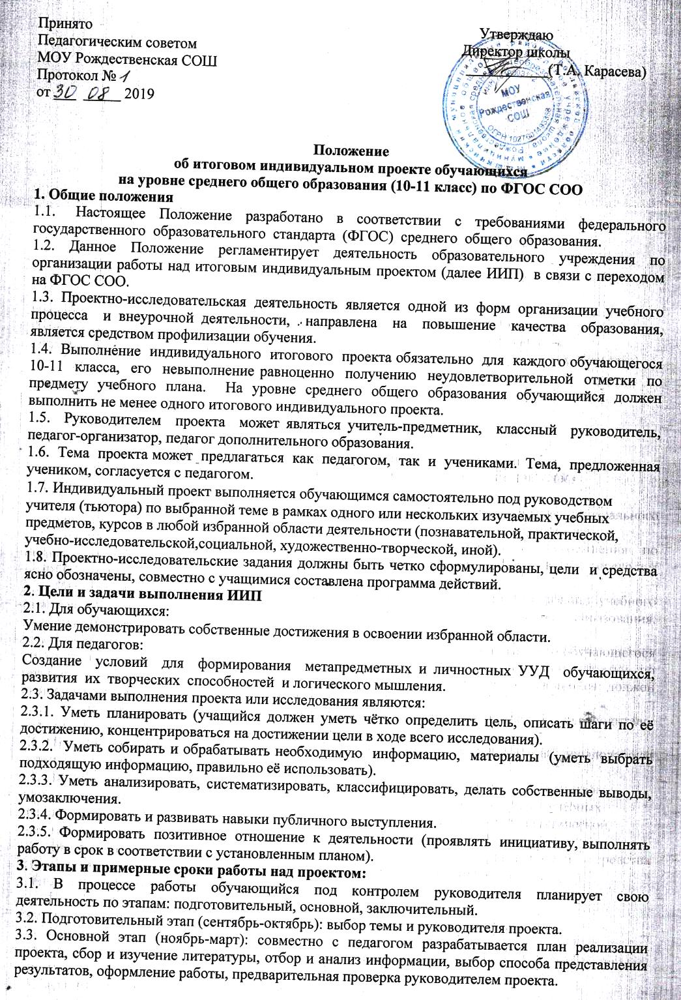 Принято
Педагогическим советом
МОУ Рождественская СОШ
Протокол № 1
от 30 08 2019
Утверждаю
Директор школы
(Т.А. Карасева)
МОУ
Рождественская
СОШ
Положение
об итоговом индивидуальном проекте обучающихся
на уровне среднего общего образования (10-11 класс) по ФГОС СОО
1. Общие положения
1.1. Настоящее Положение разработано в соответствии с требованиями федерального
государственного образовательного стандарта (ФГОС) среднего общего образования.
1.2. Данное Положение регламентирует деятельность образовательного учреждения по
организации работы над итоговым индивидуальным проектом (далее ИИП) в связи с переходом
на ФГОС СОО.
1.3. Проектно-исследовательская деятельность является одной из форм организации учебного
процесса и внеурочной деятельности, направлена на повышение качества образования,
является средством профилизации обучения.
1.4. Выполнение индивидуального итогового проекта обязательно для каждого обучающегося
10-11 класса, его невыполнение равноценно получению неудовлетворительной отметки по
предмету учебного плана. На уровне среднего общего образования обучающийся должен
выполнить не менее одного итогового индивидуального проекта.
1.5. Руководителем проекта может являться учитель-предметник, классный руководитель,
педагог-организатор, педагог дополнительного образования.
1.6. Тема проекта может предлагаться как педагогом, так и учениками. Тема, предложенная
учеником, согласуется с педагогом.
1.7. Индивидуальный проект выполняется обучающимся самостоятельно под руководством
учителя (тьютора) по выбранной теме в рамках одного или нескольких изучаемых учебных
предметов, курсов в любой избранной области деятельности (познавательной, практической,
учебно-исследовательской,социальной, художественно-творческой, иной).
1.8. Проектно-исследовательские задания должны быть четко сформулированы, цели и средства
ясно обозначены, совместно с учащимися составлена программа действий.
2. Цели и задачи выполнения ИИП
2.1. Для обучающихся:
Умение демонстрировать собственные достижения в освоении избранной области.
2.2. Для педагогов:
Создание условий для формирования метапредметных и личностных УУД обучающихся,
развития их творческих способностей и логического мышления.
2.3. Задачами выполнения проекта или исследования являются:
2.3.1. Уметь планировать (учащийся должен уметь чётко определить цель, описать шаги по её
достижению, концентрироваться на достижении цели в ходе всего исследования).
2.3.2. Уметь собирать и обрабатывать необходимую информацию, материалы (уметь выбрать
подходящую информацию, правильно её использовать).
2.3.3. Уметь анализировать, систематизировать, классифицировать, делать собственные выводы,
умозаключения.
2.3.4. Формировать и развивать навыки публичного выступления.
2.3.5. Формировать позитивное отношение к деятельности (проявлять инициативу, выполнять
работу в срок в соответствии с установленным планом).
3. Этапы и примерные сроки работы над проектом:
3.1. В процессе работы обучающийся под контролем руководителя планирует свою
деятельность по этапам: подготовительный, основной, заключительный.
3.2. Подготовительный этап (сентябрь-октябрь): выбор темы и руководителя проекта.
3.3. Основной этап (ноябрь-март): совместно с педагогом разрабатывается план реализации
проекта, сбор и изучение литературы, отбор и анализ информации, выбор способа представления
результатов, оформление работы, предварительная проверка руководителем проекта.